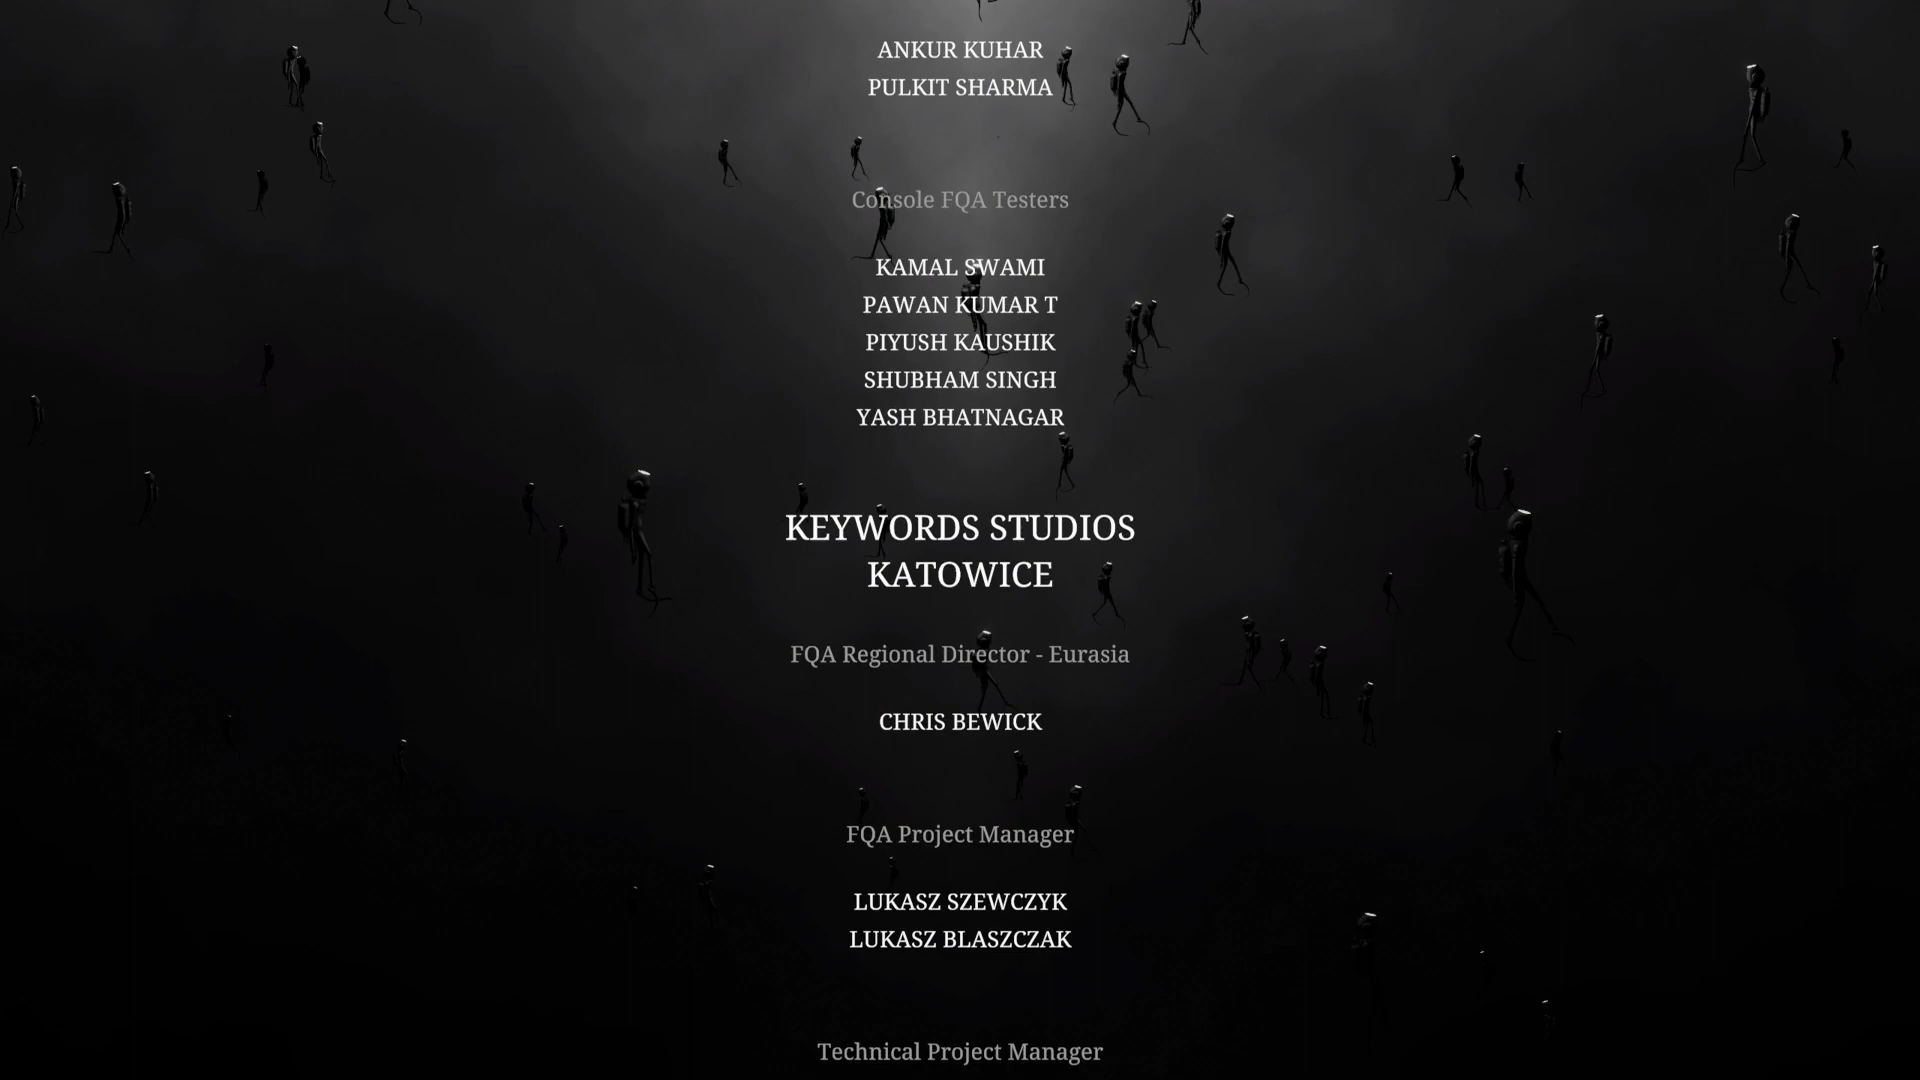 ANKUR KUHAR
PULKIT SHARMA
Console FQA Testers
KAMAL SWAMI
PAWAN KUMAR T
PIYUSH KAUSHIK
SHUBHAM SINGH
YASH BHATNAGAR
KEYWORDS STUDIOS
KATOWICE
FQA Regional Director - Eurasia
CHRIS BEWICK
FQA Project Manager
LUKASZ SZEWCZYK
LUKASZ BLASZCZAK
Technical Project Manager